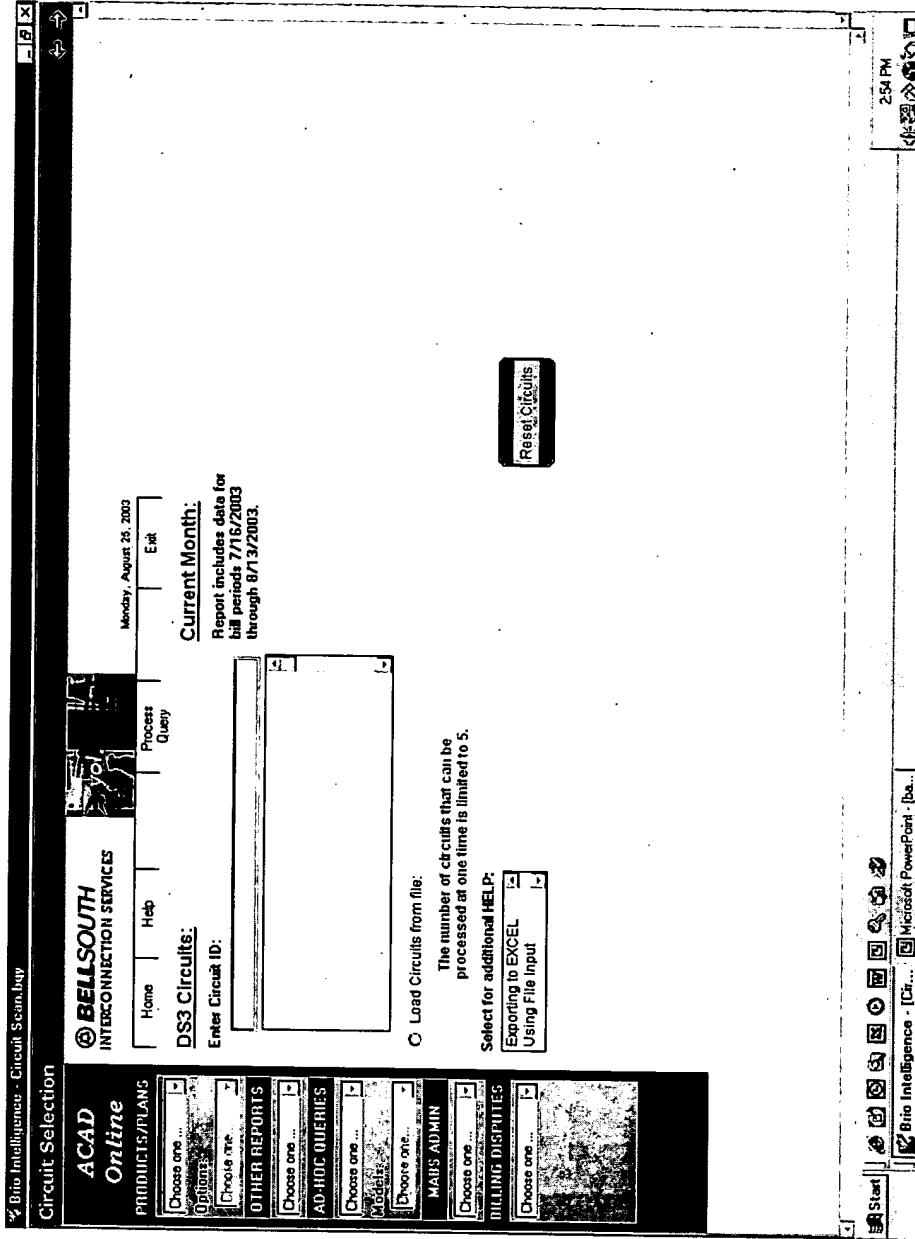 Brio Intelligence - Circuit Scan.bqy
Circuit Selection
ACAD
Online
PRODUCTS/PLANS
Choose one ...
Options:
Choose one...
OTHER REPORTS
Choose one ...
AD-HOC QUERIES
Choose one ...
Models:
Choose one...
MABS ADMIN
Choose one ...
BILLING DISPUTES
Choose one ...
BELLSOUTH
INTERCONNECTION SERVICES
Monday, August 25, 2003
Home
Help
Process
Query
Exit
DS3 Circuits:
Enter Circuit ID:
Current Month:
Report includes data for
bill periods 7/16/2003
through 8/13/2003.
Load Circuits from file:
The number of circuits that can be
processed at one time is limited to 5.
Select for additional HELP:
Exporting to EXCEL
Using File Input
Reset Circuits
Start
Brio Intelligence - [Cir...
Microsoft PowerPoint - [ba...
2:54 PM